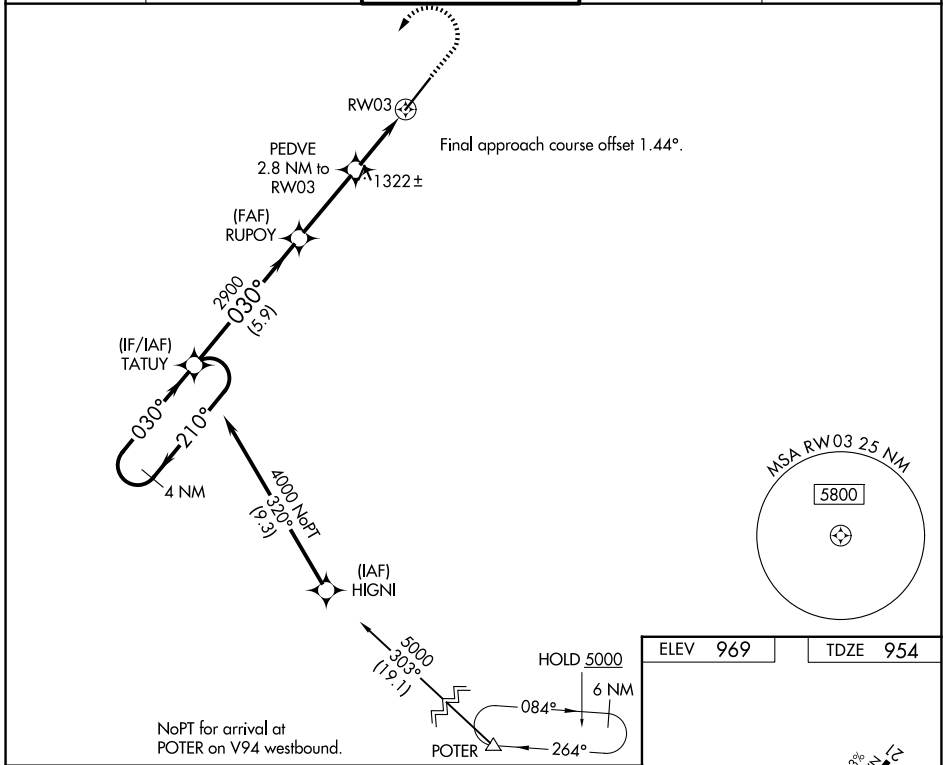 RW03
Final approach course offset 1.44°.
PEDVE
2.8 NM to
RW03
1322±
(FAF)
RUPOY
2900
030°
(5.9)
(IF/IAF)
TATUY
030°
210°
4 NM
4000 NoPT
320°
(9.3)
(IAF)
HIGNI
MSA RW03 25 NM
5800
5000
303°
(19.1)
HOLD 5000
6 NM
084°
264°
POTER
NoPT for arrival at
POTER on V94 westbound.
ELEV 969
TDZE 954
21